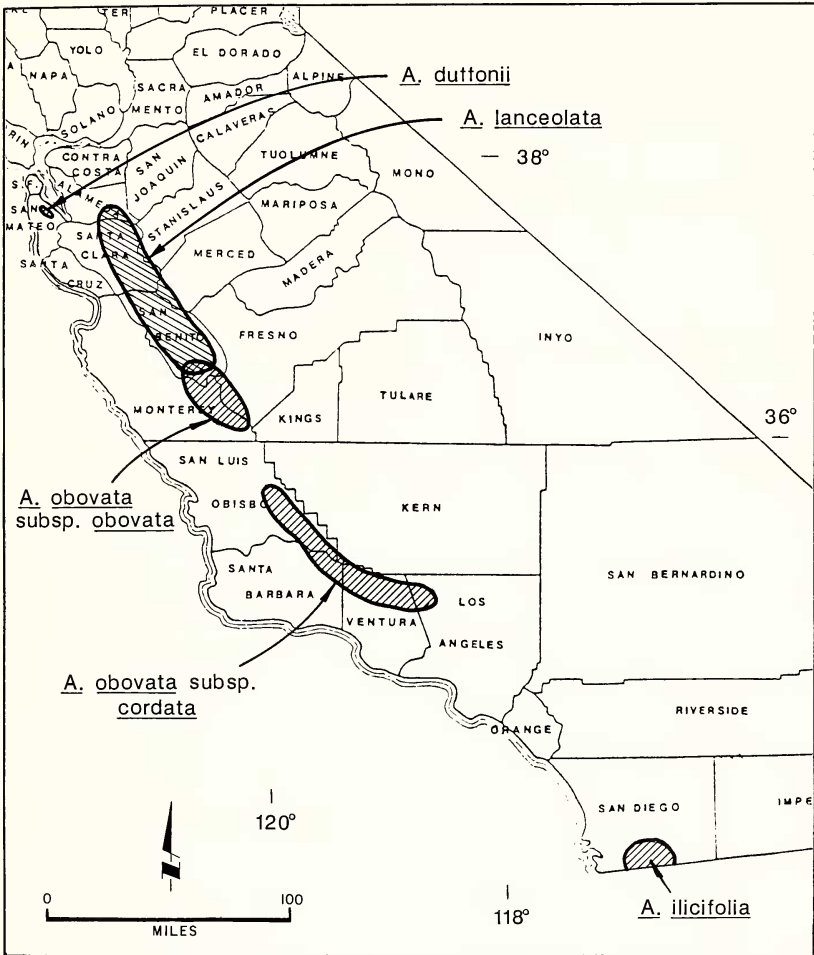 PLACER
YOLO
EL DORADO
NAPA
SACRA
MENTO
AMADOR
ALPINE
A. duttonii
SOLANO
CALAVERAS
A. lanceolata
CONTRA
COSTA
SAN
JOAQUIN
TUOLUMNE
38°
MONO
S.F.
ALAMEDA
STANISLAUS
MARIPOSA
SAN
MATEO
SANTA
CLARA
MERCED
MADERA
SANTA
CRUZ
SAN
BENITO
FRESNO
INYO
TULARE
MONTEREY
KINGS
36°
SAN LUIS
OBISBO
KERN
A. obovata
subsp. obovata
SANTA
BARBARA
SAN BERNARDINO
VENTURA
LOS
ANGELES
A. obovata subsp.
cordata
ORANGE
RIVERSIDE
SAN DIEGO
IMPE
120°
0 100
MILES
118°
A. ilicifolia